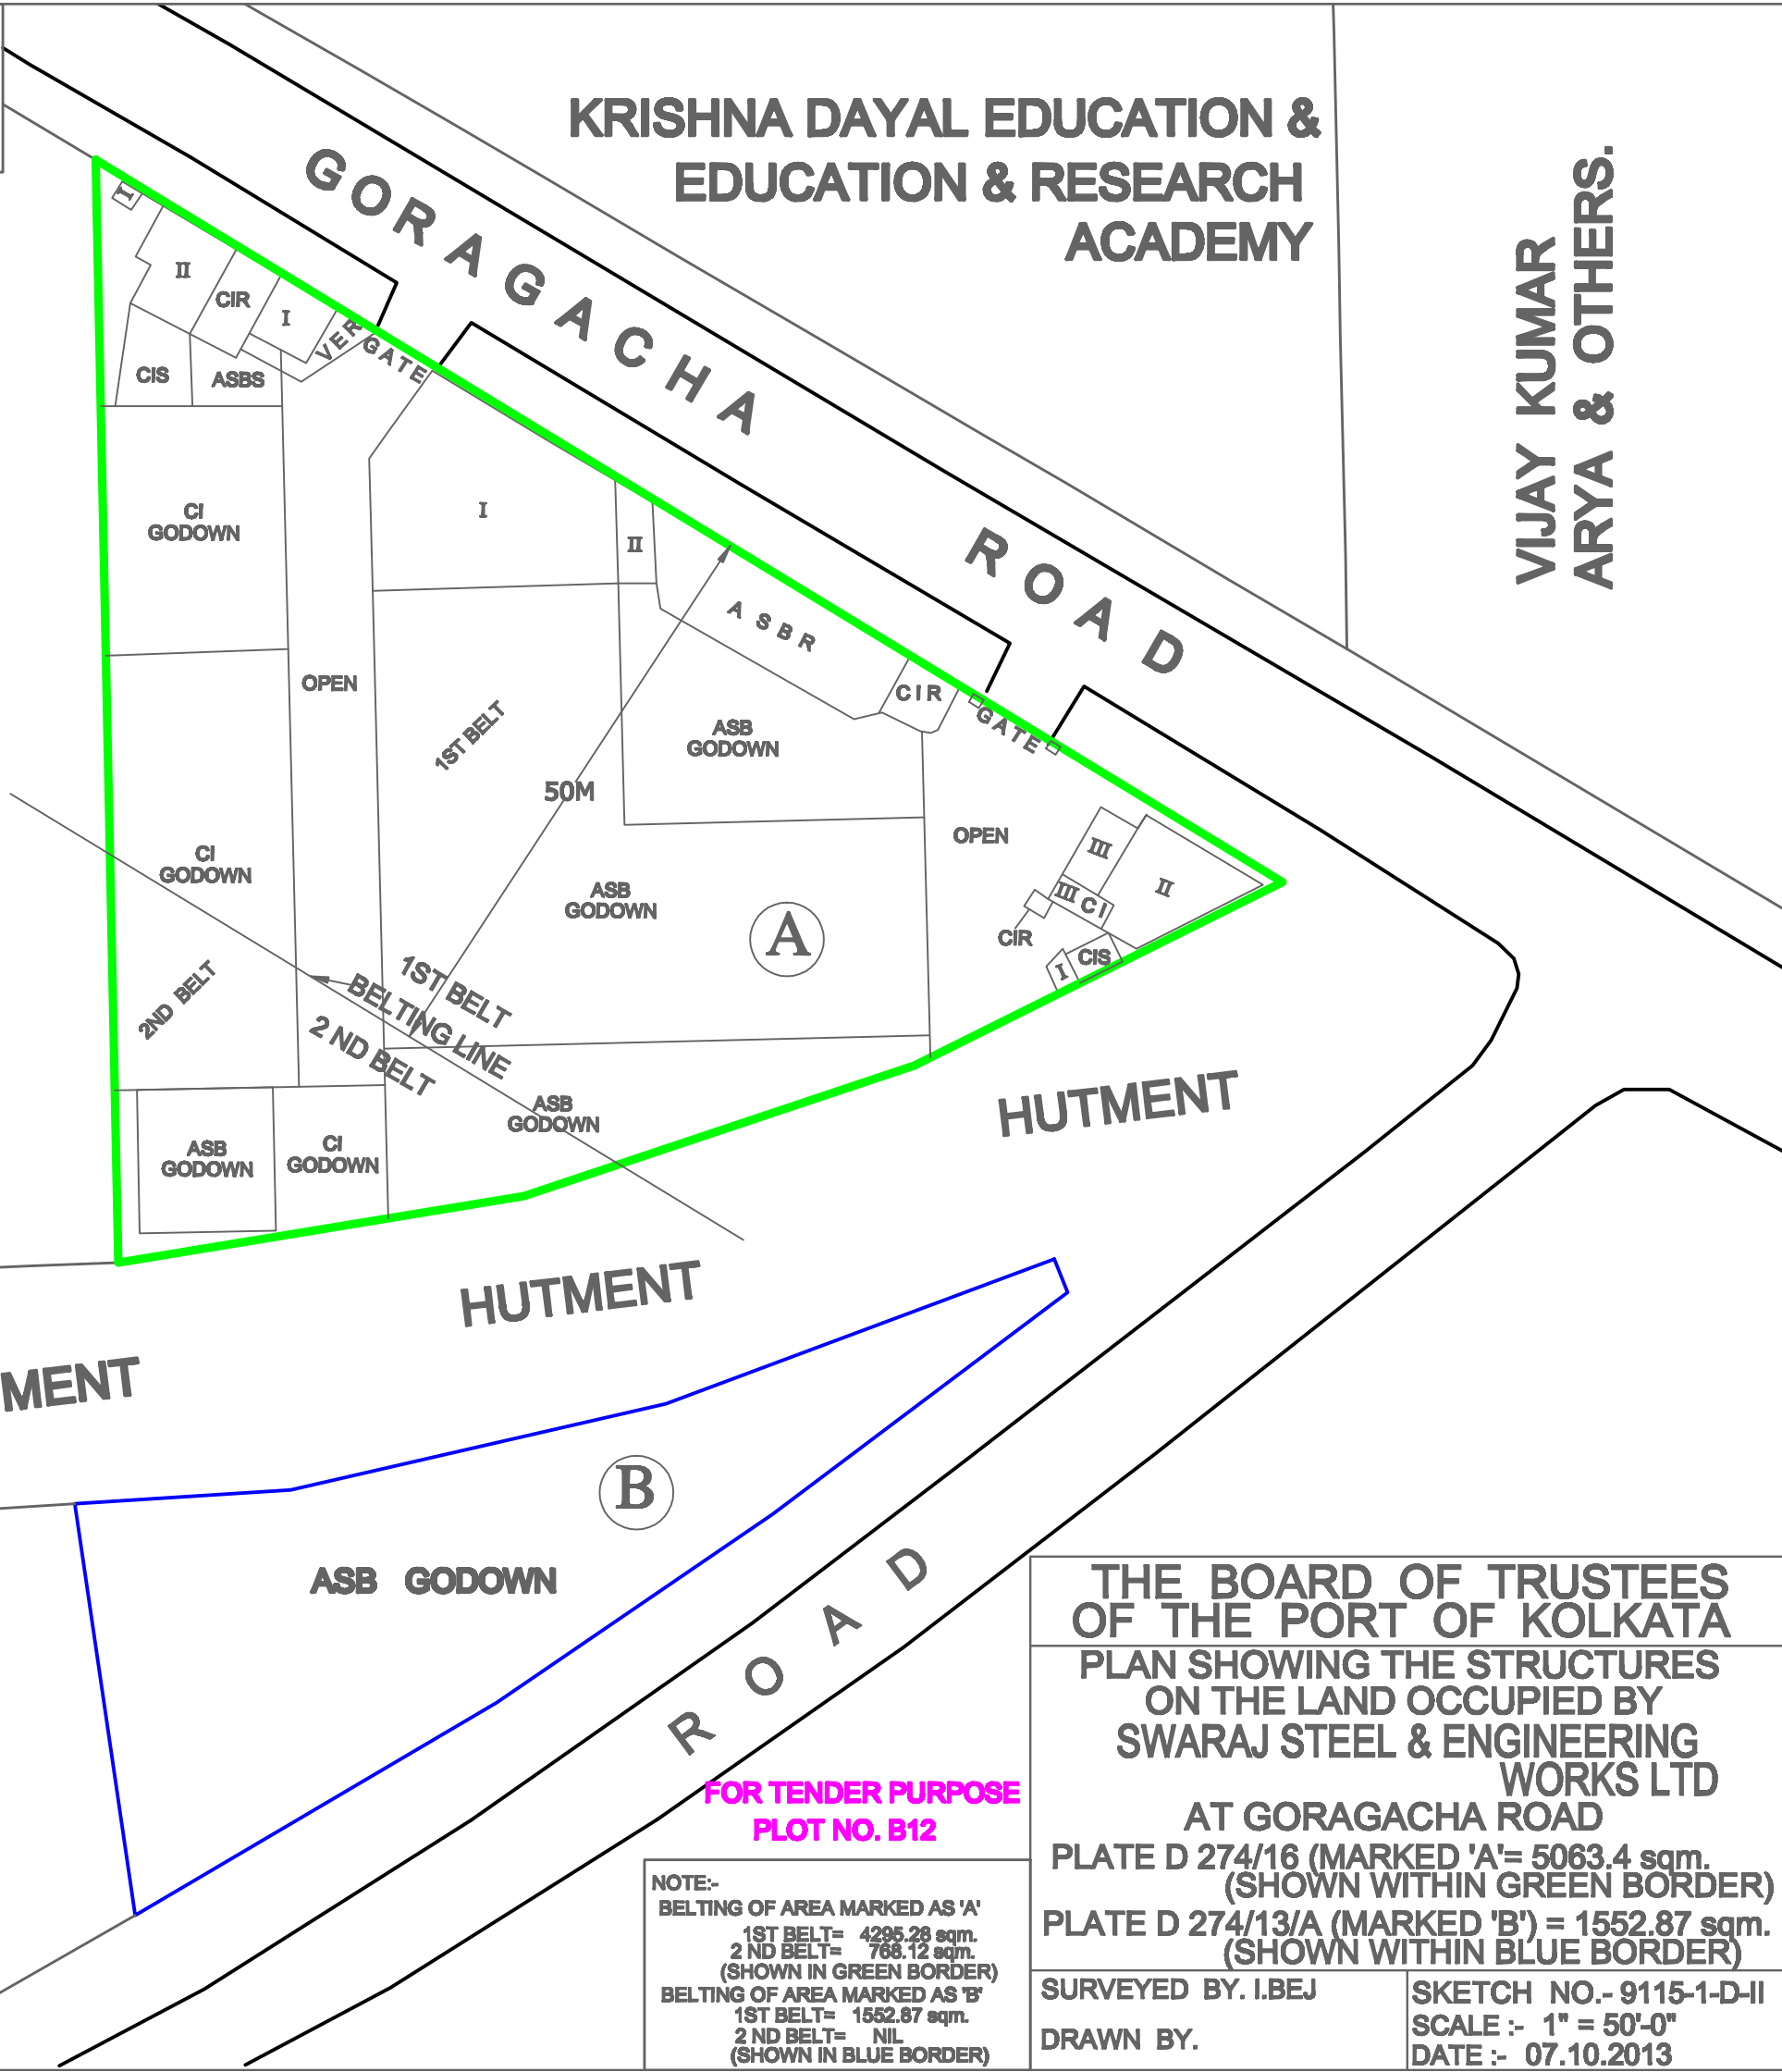 KRISHNA DAYAL EDUCATION &
EDUCATION & RESEARCH
ACADEMY
VIJAY KUMAR
ARYA & OTHERS.
GORAGACHA ROAD
I
II
CIR
I
VER
GATE
CIS
ASBS
CI
GODOWN
I
II
ASBR
CIR
GATE
OPEN
1ST BELT
50M
ASB
GODOWN
OPEN
III
II
III
CI
CIR
CIS
I
CI
GODOWN
ASB
GODOWN
A
2ND BELT
1ST BELT
BELTING LINE
2 ND BELT
ASB
GODOWN
ASB
GODOWN
CI
GODOWN
HUTMENT
HUTMENT
MENT
B
ASB GODOWN
ROAD
FOR TENDER PURPOSE
PLOT NO. B12
NOTE:-
BELTING OF AREA MARKED AS 'A'
1ST BELT= 4295.28 sqm.
2 ND BELT= 768.12 sqm.
(SHOWN IN GREEN BORDER)
BELTING OF AREA MARKED AS 'B'
1ST BELT= 1552.87 sqm.
2 ND BELT= NIL
(SHOWN IN BLUE BORDER)
THE BOARD OF TRUSTEES
OF THE PORT OF KOLKATA
PLAN SHOWING THE STRUCTURES
ON THE LAND OCCUPIED BY
SWARAJ STEEL & ENGINEERING
WORKS LTD
AT GORAGACHA ROAD
PLATE D 274/16 (MARKED 'A'= 5063.4 sqm.
(SHOWN WITHIN GREEN BORDER)
PLATE D 274/13/A (MARKED 'B') = 1552.87 sqm.
(SHOWN WITHIN BLUE BORDER)
SURVEYED BY. I.BEJ
DRAWN BY.
SKETCH NO.- 9115-1-D-II
SCALE :- 1" = 50'-0"
DATE :- 07.10.2013